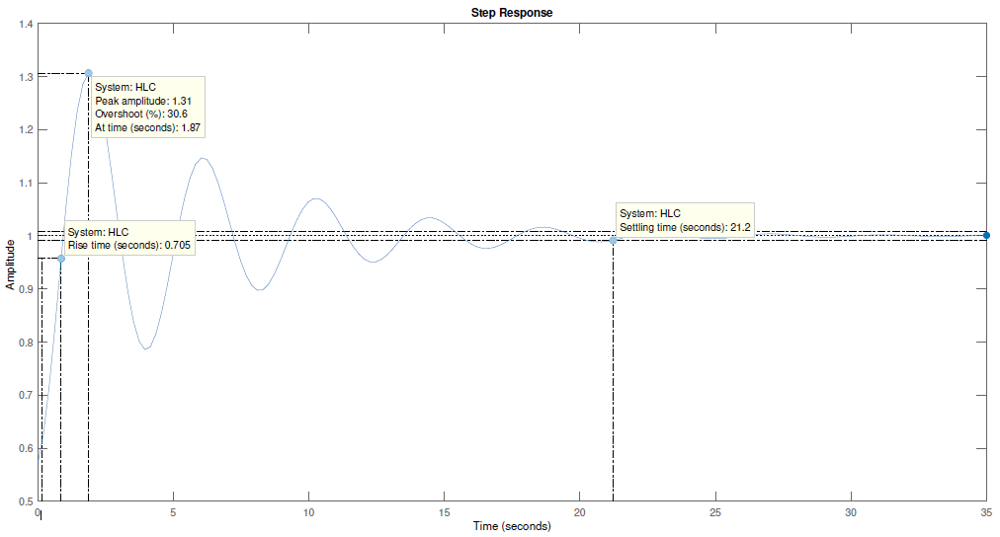 Step Response
1.4
1.3
1.2
1.1
1
0.9
0.8
0.7
0.6
0.5
Amplitude
System: HLC
Peak amplitude: 1.31
Overshoot (%): 30.6
At time (seconds): 1.87
System: HLC
Rise time (seconds): 0.705
System: HLC
Settling time (seconds): 21.2
0
5
10
15
20
25
30
35
Time (seconds)